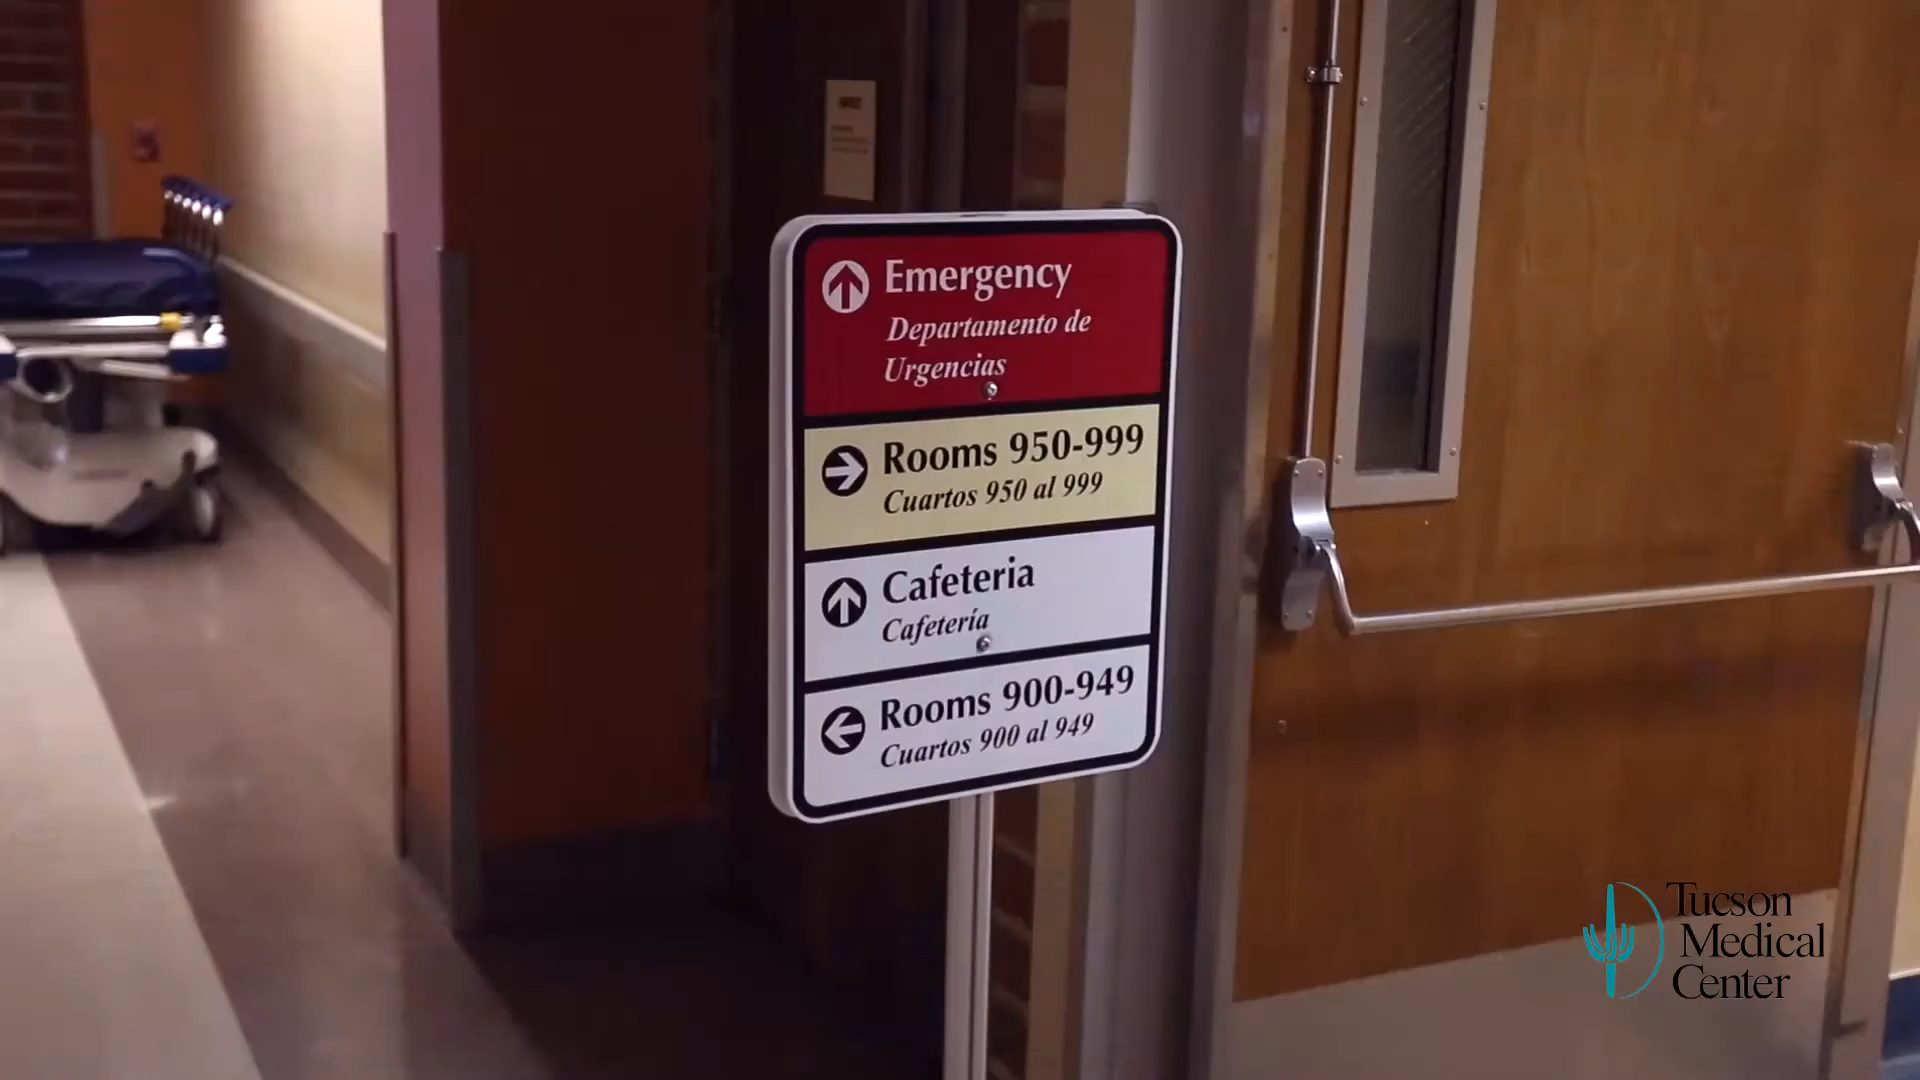 Emergency
Departamento de
Urgencias
Rooms 950-999
Cuartos 950 al 999
Cafeteria
Cafetería
Rooms 900-949
Cuartos 900 al 949
Tucson
Medical
Center